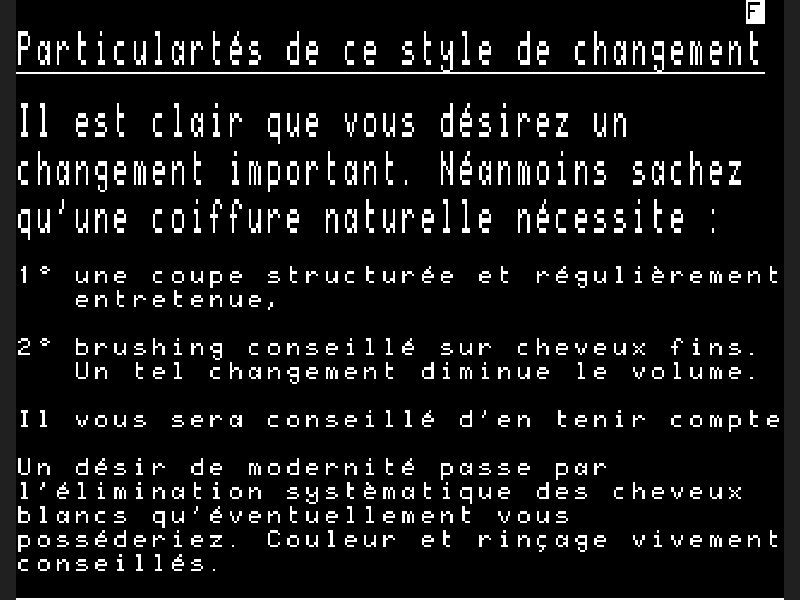 F
Particulartés de ce style de changement
Il est clair que vous désirez un
changement important. Néanmoins sachez
qu'une coiffure naturelle nécessite :
1° une coupe structurée et régulièrement
entretenue,
2° brushing conseillé sur cheveux fins.
Un tel changement diminue le volume.
Il vous sera conseillé d'en tenir compte
Un désir de modernité passe par
l'élimination systèmatique des cheveux
blancs qu'éventuellement vous
posséderiez. Couleur et rinçage vivement
conseillés.